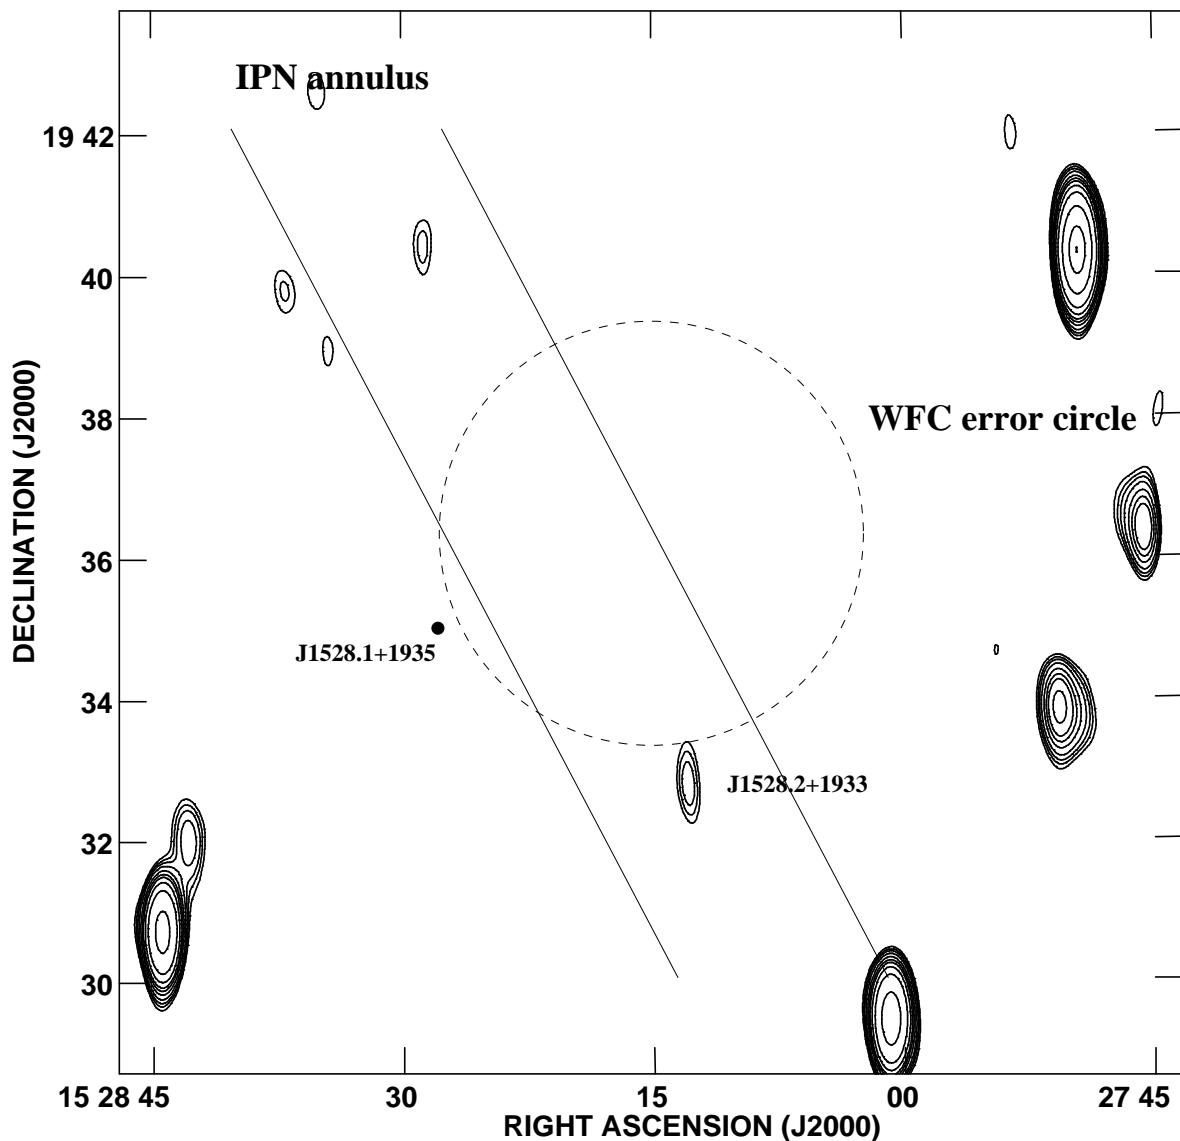 IPN annulus
19 42
40
38
WFC error circle
36
J1528.1+1935
34
J1528.2+1933
32
30
15 28 45
30
15
00
27 45
RIGHT ASCENSION (J2000)
DECLINATION (J2000)